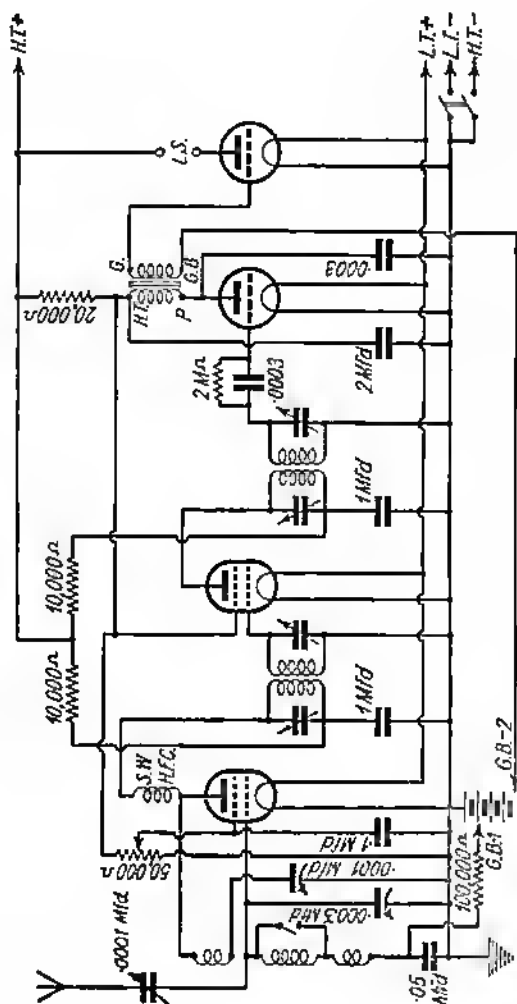 H.T.+
10,000Ω
10,000Ω
20,000Ω
L.S.
G.
H.T.
G.B
P
S.W.
H.F.C.
50,000Ω
.0001 Mfd.
2 MΩ
.0003
.0003
2 Mfd
1 Mfd
1 Mfd
.1 Mfd
.0001 Mfd
.0003 Mfd
L.T.+
L.T.-
H.T.-
100,000Ω
G.B-1
G.B.-2
.05
Mfd